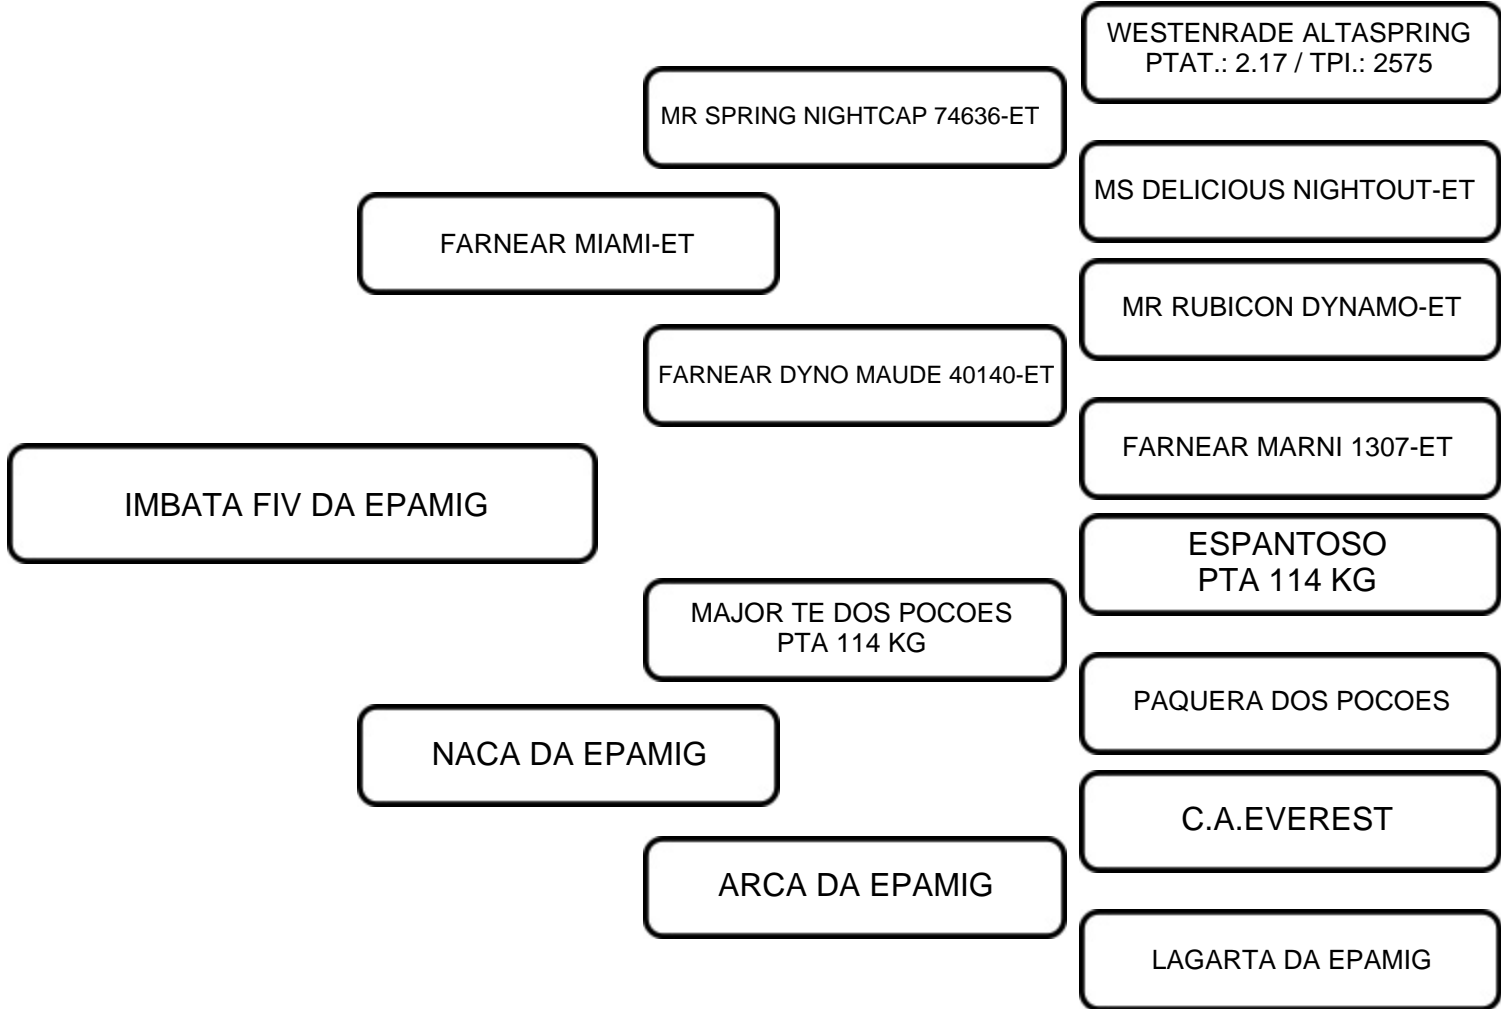 WESTENRADE ALTASPRING
PTAT.: 2.17 / TPI.: 2575
MR SPRING NIGHTCAP 74636-ET
MS DELICIOUS NIGHTOUT-ET
FARNEAR MIAMI-ET
MR RUBICON DYNAMO-ET
FARNEAR DYNO MAUDE 40140-ET
FARNEAR MARNI 1307-ET
IMBATA FIV DA EPAMIG
ESPANTOSO
PTA 114 KG
MAJOR TE DOS POCOES
PTA 114 KG
PAQUERA DOS POCOES
NACA DA EPAMIG
C.A.EVEREST
ARCA DA EPAMIG
LAGARTA DA EPAMIG